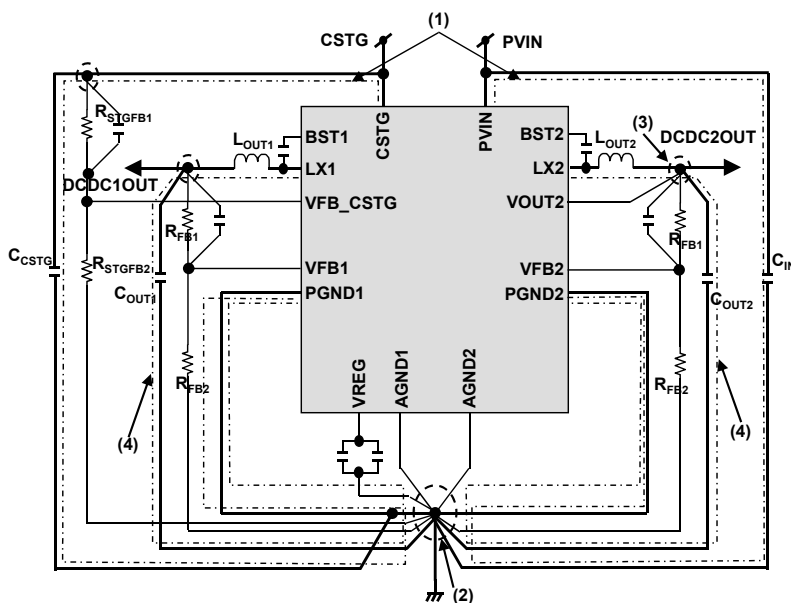 (1)
CSTG
PVIN
RSTGFB1
LOUT1
BST1
CSTG
PVIN
BST2
LOUT2
(3)
DCDC2OUT
DCDC1OUT
LX1
LX2
VFB_CSTG
VOUT2
RFB1
RFB1
CCSTG
RSTGFB2
COUT1
VFB1
VFB2
CIN
COUT2
PGND1
PGND2
VREG
AGND1
AGND2
RFB2
RFB2
(4)
(4)
(2)